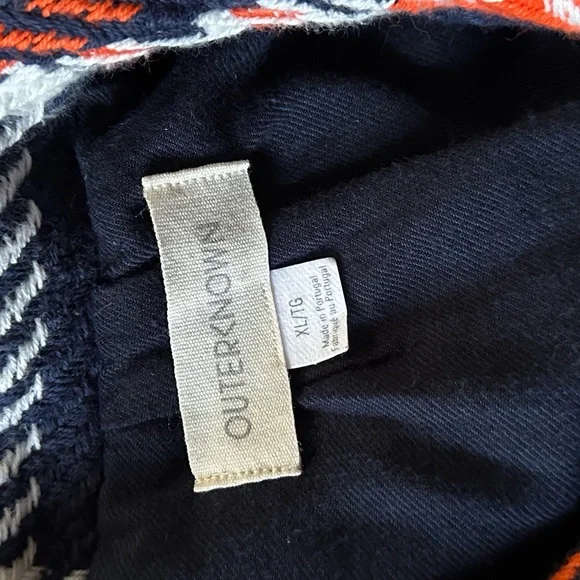 OUTERKNOWN
XL/TG
Made in Portugal
Fabriqué au Portugal